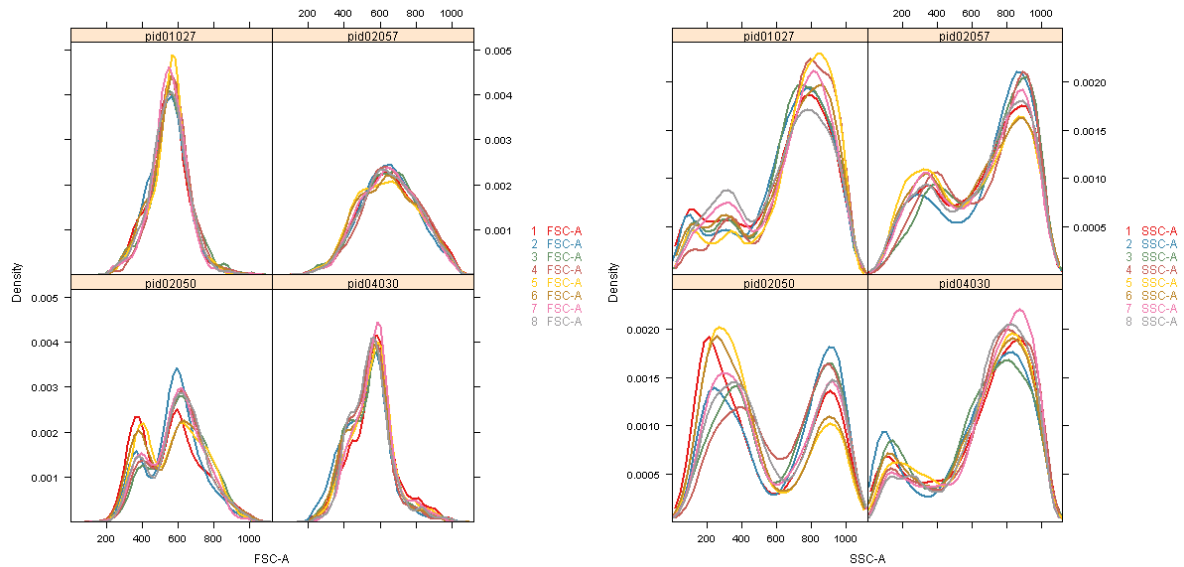 200 400 600 800 1000
pid01027 pid02057
0.005
0.004
0.003
0.002
0.001
pid02050 pid04030
0.005
0.004
0.003
0.002
0.001
Density
200 400 600 800 1000
FSC-A
1 FSC-A
2 FSC-A
3 FSC-A
4 FSC-A
5 FSC-A
6 FSC-A
7 FSC-A
8 FSC-A
200 400 600 800 1000
pid01027 pid02057
0.0020
0.0015
0.0010
0.0005
pid02050 pid04030
0.0020
0.0015
0.0010
0.0005
Density
200 400 600 800 1000
SSC-A
1 SSC-A
2 SSC-A
3 SSC-A
4 SSC-A
5 SSC-A
6 SSC-A
7 SSC-A
8 SSC-A